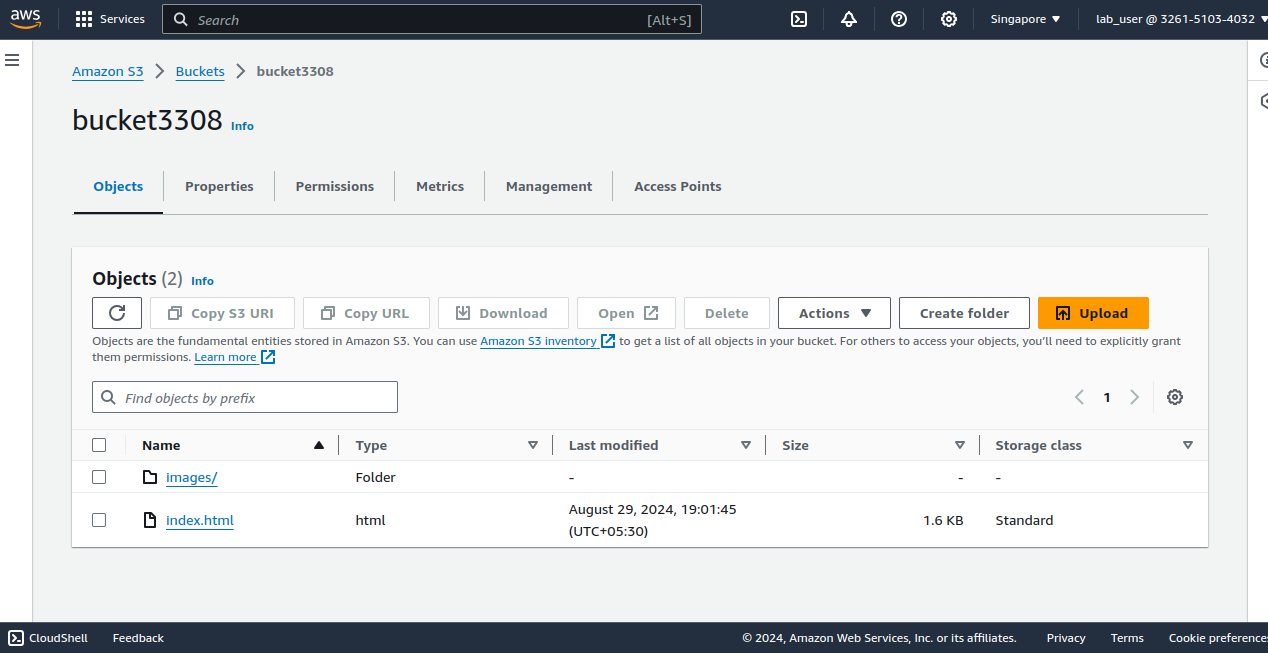 aws Services Search [Alt+S] Singapore lab_user @ 3261-5103-4032
Amazon S3 Buckets bucket3308
bucket3308 Info
Objects Properties Permissions Metrics Management Access Points
Objects (2) Info
Copy S3 URI Copy URL Download Open Delete Actions Create folder Upload
Objects are the fundamental entities stored in Amazon S3. You can use Amazon S3 inventory to get a list of all objects in your bucket. For others to access your objects, you'll need to explicitly grant
them permissions. Learn more
Find objects by prefix 1
Name Type Last modified Size Storage class
images/ Folder - - -
index.html html August 29, 2024, 19:01:45 (UTC+05:30) 1.6 KB Standard
CloudShell Feedback © 2024, Amazon Web Services, Inc. or its affiliates. Privacy Terms Cookie preferences